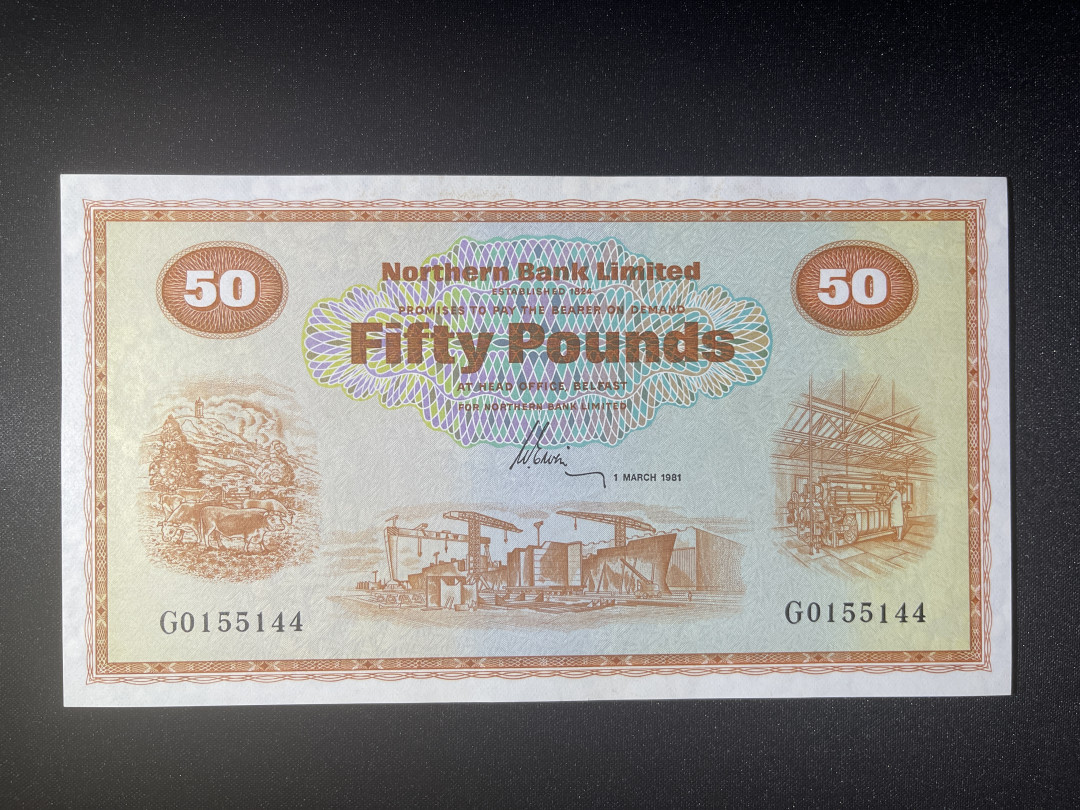 50
50
Northern Bank Limited
ESTABLISHED 1824
PROMISES TO PAY THE BEARER ON DEMAND
Fifty Pounds
AT HEAD OFFICE, BELFAST
FOR NORTHERN BANK LIMITED
1 MARCH 1981
G0155144
G0155144